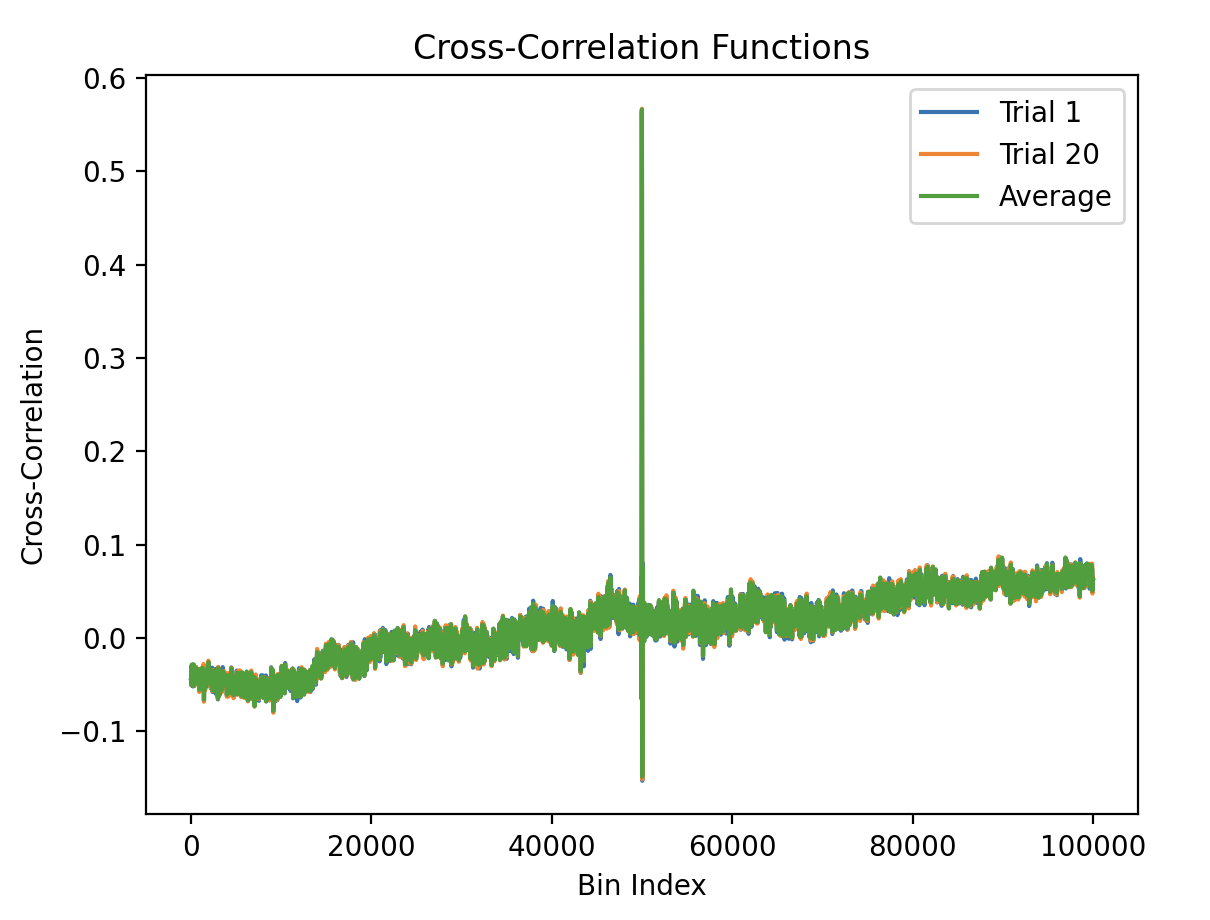 Cross-Correlation Functions
0.6
0.5
0.4
0.3
0.2
0.1
0.0
−0.1
Cross-Correlation
Trial 1
Trial 20
Average
0 20000 40000 60000 80000 100000
Bin Index